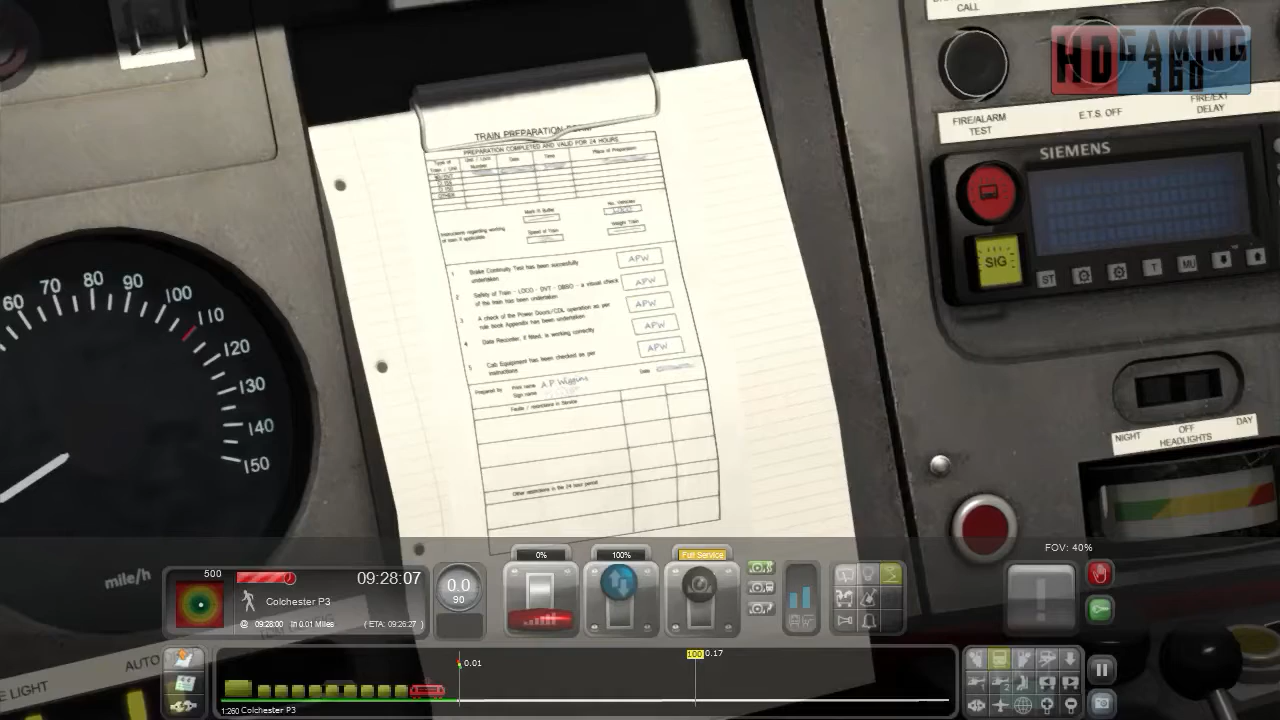 CALL
HD GAMING
360
FIRE/ALARM
TEST
E.T.S. OFF
FIRE/EXT
DELAY
SIEMENS
SIG
ST
T
MU
NIGHT
OFF
HEADLIGHTS
DAY
60
70
80
90
100
110
120
130
140
150
mile/h
TRAIN PREPARATION
PREPARATION COMPLETED AND VALID FOR 24 HOURS
Type of
Train / Unit
Unit / Loco
Number
Date
Time
Place of Preparation
OTHER
No. Vehicles
LOCO
Instructions regarding working
of train if applicable
Speed of Train
Weight Train
1 Brake Continuity Test has been successfully
undertaken
APW
2 Safety of Train - LOCO - DVT - DBSO - a visual check
of the train has been undertaken
APW
3 A check of the Power Doors/CDL operation as per
rule book Appendix has been undertaken
APW
4 Data Recorder, if fitted, is working correctly
APW
5 Cab Equipment has been checked as per
instructions
APW
Prepared by
Print name
A.P Wiggins
Sign name
Date
Faults / restrictions in Service
Other restrictions in the 24 hour period
AUTO
E LIGHT
FOV: 40%
500
09:28:07
Colchester P3
@ 09:28:00 in 0.01 Miles ( ETA: 09:26:27 )
0.0
90
0%
100%
Full Service
0.01
100 0.17
1:260 Colchester P3
1
2